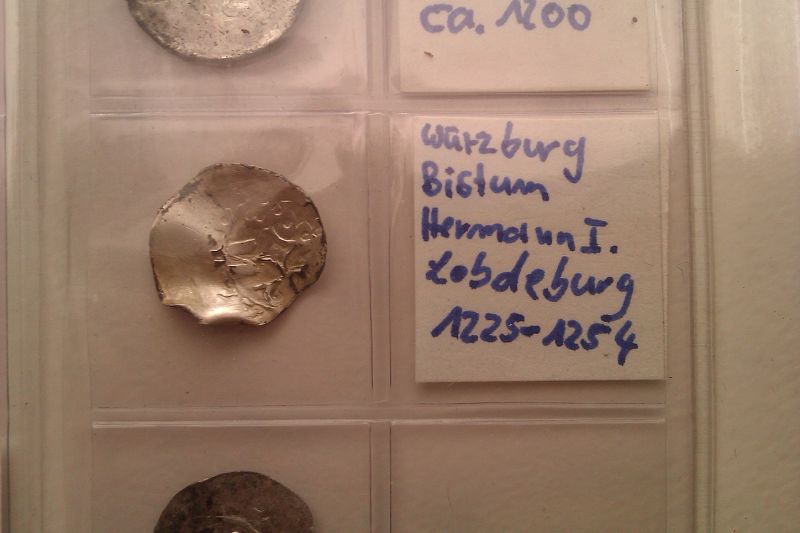 ca. 1200
Würzburg
Bistum
Hermann I.
Lobdeburg
1225-1254